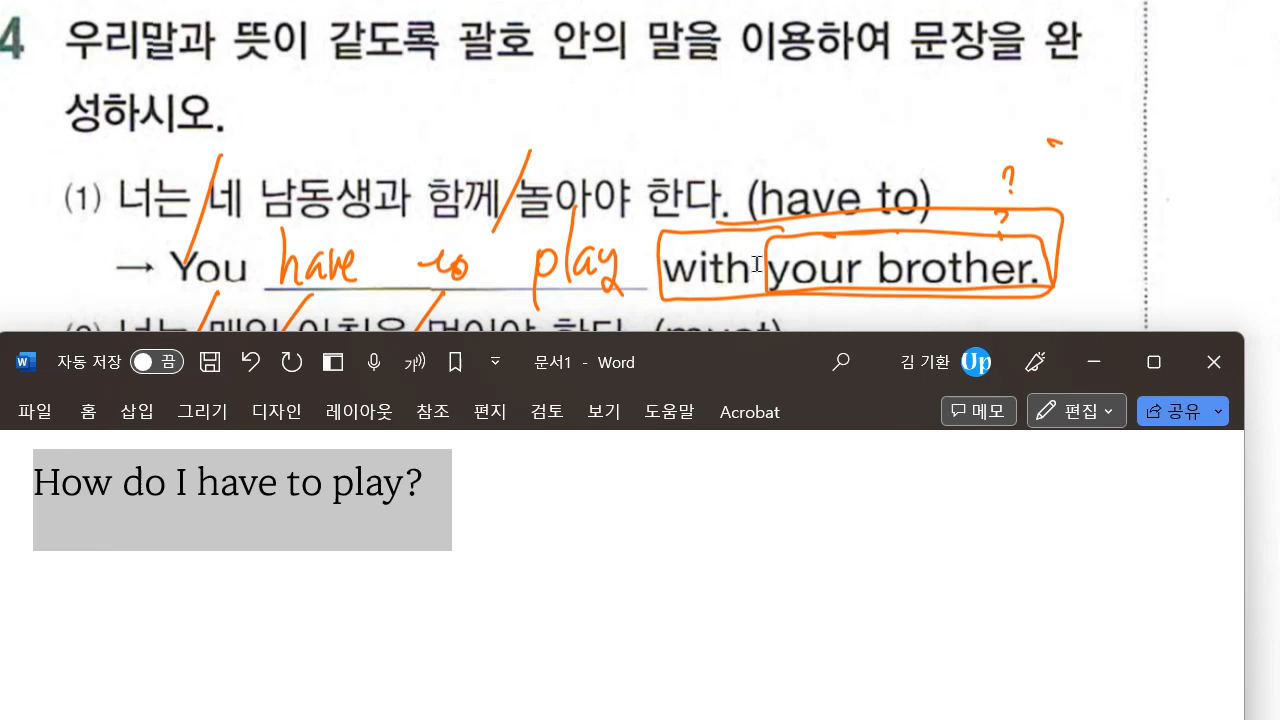 4 우리말과 뜻이 같도록 괄호 안의 말을 이용하여 문장을 완
성하시오.
?
(1) 너는 네 남동생과 함께 놀아야 한다. (have to)
?
→ You have to play with your brother.
자동 저장 끔 가 문서1 - Word 김 기환 Up
파일 홈 삽입 그리기 디자인 레이아웃 참조 편지 검토 보기 도움말 Acrobat 메모 편집 공유
How do I have to play?